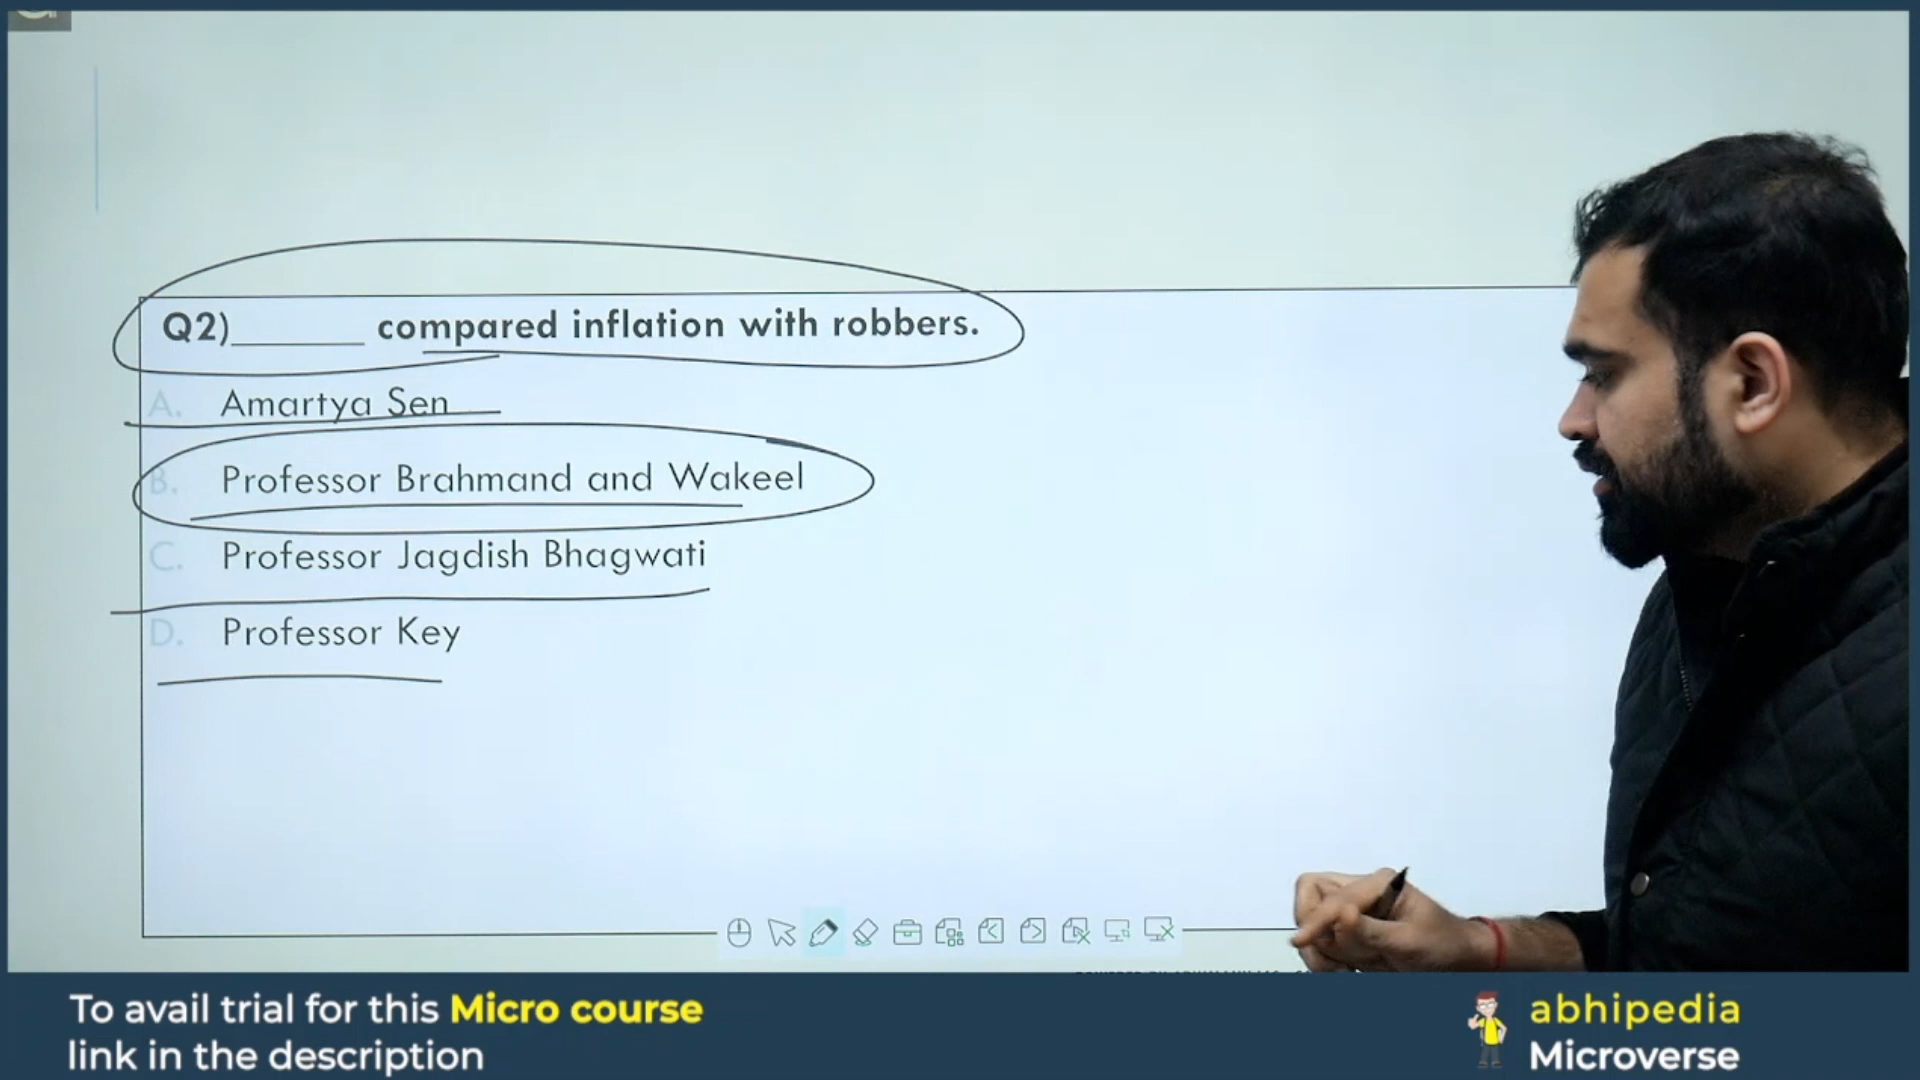 Q2)______ compared inflation with robbers.
A. Amartya Sen
B. Professor Brahmand and Wakeel
C. Professor Jagdish Bhagwati
D. Professor Key
To avail trial for this Micro course
link in the description
abhipedia
Microverse